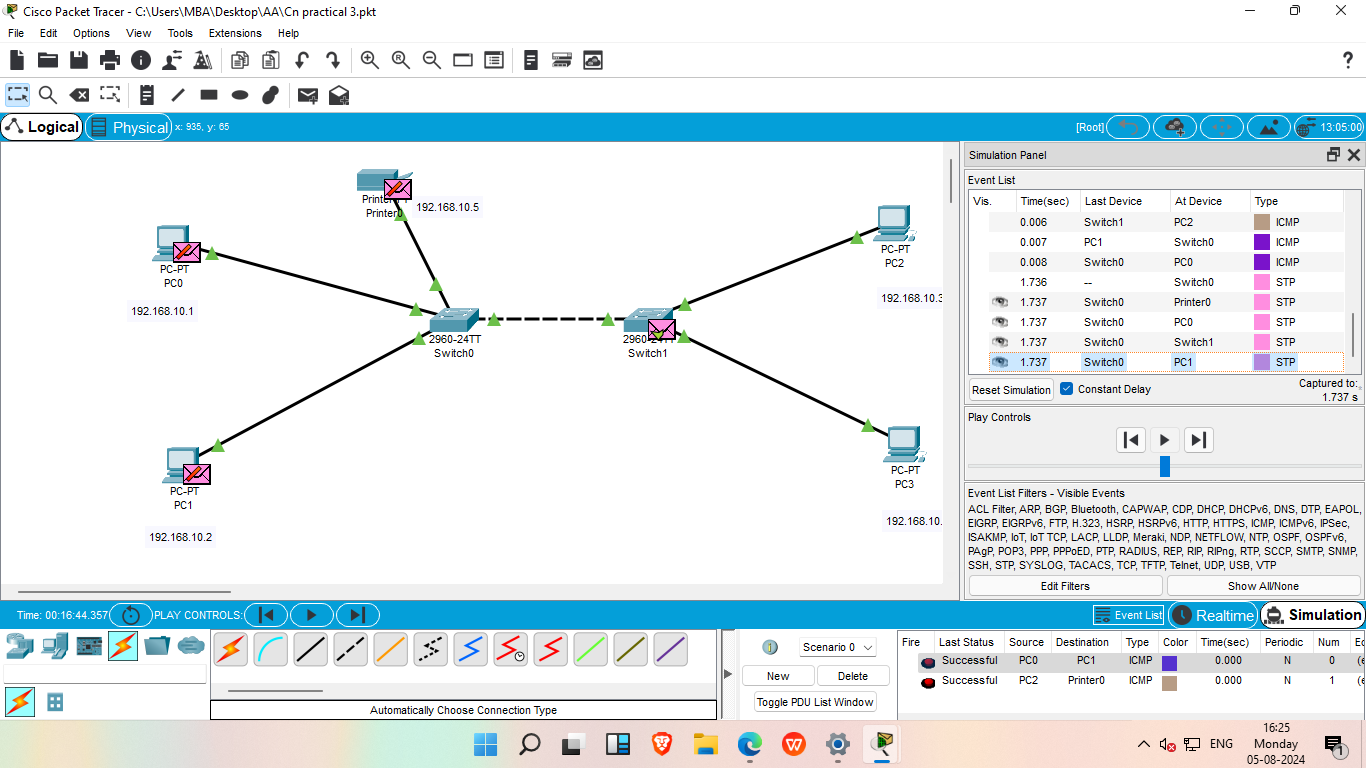 Cisco Packet Tracer - C:\Users\MBA\Desktop\AA\Cn practical 3.pkt
File Edit Options View Tools Extensions Help
?
Logical Physical x: 935, y: 65 [Root] 13:05:00
Simulation Panel
Event List
Vis. Time(sec) Last Device At Device Type
0.006 Switch1 PC2 ICMP
0.007 PC1 Switch0 ICMP
0.008 Switch0 PC0 ICMP
1.736 -- Switch0 STP
1.737 Switch0 Printer0 STP
1.737 Switch0 PC0 STP
1.737 Switch0 Switch1 STP
1.737 Switch0 PC1 STP
Reset Simulation Constant Delay Captured to:
1.737 s
Play Controls
Event List Filters - Visible Events
ACL Filter, ARP, BGP, Bluetooth, CAPWAP, CDP, DHCP, DHCPv6, DNS, DTP, EAPOL,
EIGRP, EIGRPv6, FTP, H.323, HSRP, HSRPv6, HTTP, HTTPS, ICMP, ICMPv6, IPSec,
ISAKMP, IoT, IoT TCP, LACP, LLDP, Meraki, NDP, NETFLOW, NTP, OSPF, OSPFv6,
PAgP, POP3, PPP, PPPoED, PTP, RADIUS, REP, RIP, RIPng, RTP, SCCP, SMTP, SNMP,
SSH, STP, SYSLOG, TACACS, TCP, TFTP, Telnet, UDP, USB, VTP
Edit Filters Show All/None
Printer0
192.168.10.5
PC-PT
PC0
192.168.10.1
PC-PT
PC2
192.168.10.3
2960-24TT
Switch0
Switch1
PC-PT
PC1
192.168.10.2
PC-PT
PC3
192.168.10.
Time: 00:16:44.357 PLAY CONTROLS: Event List Realtime Simulation
Automatically Choose Connection Type
Scenario 0
New Delete
Toggle PDU List Window
Fire Last Status Source Destination Type Color Time(sec) Periodic Num
Successful PC0 PC1 ICMP 0.000 N 0 (e
Successful PC2 Printer0 ICMP 0.000 N 1 (e
ENG
16:25
Monday
05-08-2024
1